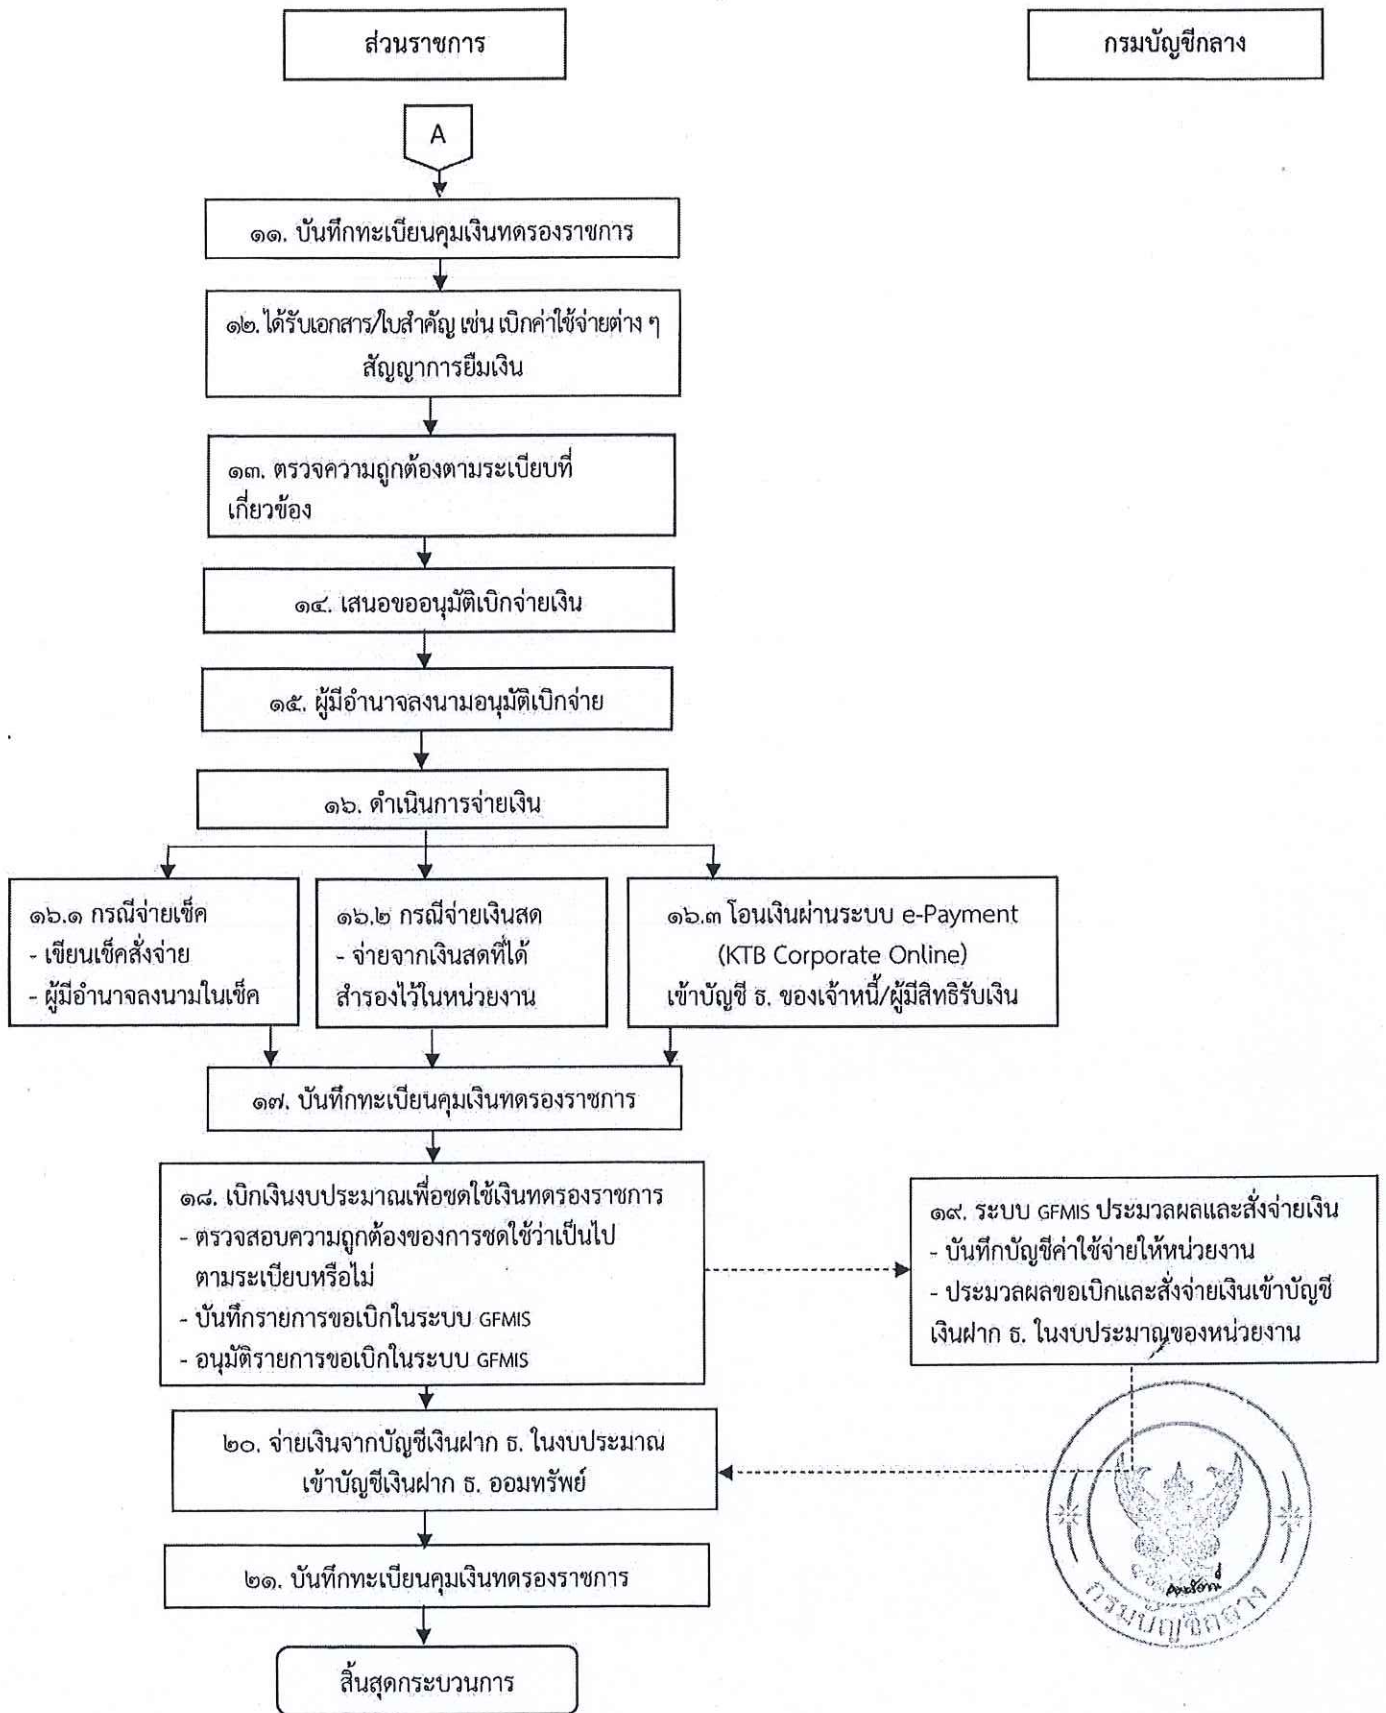 ส่วนราชการ
กรมบัญชีกลาง
A
๑๑. บันทึกทะเบียนคุมเงินทดรองราชการ
๑๒. ได้รับเอกสาร/ใบสำคัญ เช่น เบิกค่าใช้จ่ายต่าง ๆ
สัญญาการยืมเงิน
๑๓. ตรวจความถูกต้องตามระเบียบที่
เกี่ยวข้อง
๑๔. เสนอขออนุมัติเบิกจ่ายเงิน
๑๕. ผู้มีอำนาจลงนามอนุมัติเบิกจ่าย
๑๖. ดำเนินการจ่ายเงิน
๑๖.๑ กรณีจ่ายเช็ค
- เขียนเช็คสั่งจ่าย
- ผู้มีอำนาจลงนามในเช็ค
๑๖.๒ กรณีจ่ายเงินสด
- จ่ายจากเงินสดที่ได้
สำรองไว้ในหน่วยงาน
๑๖.๓ โอนเงินผ่านระบบ e-Payment
(KTB Corporate Online)
เข้าบัญชี ธ. ของเจ้าหนี้/ผู้มีสิทธิรับเงิน
๑๗. บันทึกทะเบียนคุมเงินทดรองราชการ
๑๘. เบิกเงินงบประมาณเพื่อชดใช้เงินทดรองราชการ
- ตรวจสอบความถูกต้องของการชดใช้ว่าเป็นไป
ตามระเบียบหรือไม่
- บันทึกรายการขอเบิกในระบบ GFMIS
- อนุมัติรายการขอเบิกในระบบ GFMIS
๑๙. ระบบ GFMIS ประมวลผลและสั่งจ่ายเงิน
- บันทึกบัญชีค่าใช้จ่ายให้หน่วยงาน
- ประมวลผลขอเบิกและสั่งจ่ายเงินเข้าบัญชี
เงินฝาก ธ. ในงบประมาณของหน่วยงาน
๒๐. จ่ายเงินจากบัญชีเงินฝาก ธ. ในงบประมาณ
เข้าบัญชีเงินฝาก ธ. ออมทรัพย์
๒๑. บันทึกทะเบียนคุมเงินทดรองราชการ
กรมบัญชีกลาง
สิ้นสุดกระบวนการ